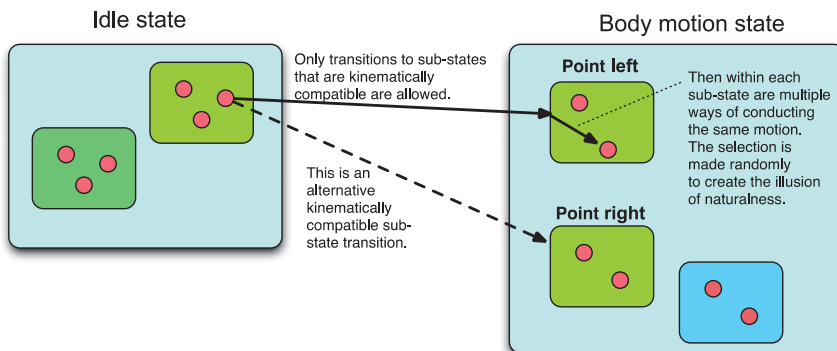 Idle state
Body motion state
Only transitions to sub-states
that are kinematically
compatible are allowed.
Point left
Then within each
sub-state are multiple
ways of conducting
the same motion.
The selection is
made randomly
to create the illusion
of naturalness.
This is an
alternative
kinematically
compatible sub-
state transition.
Point right